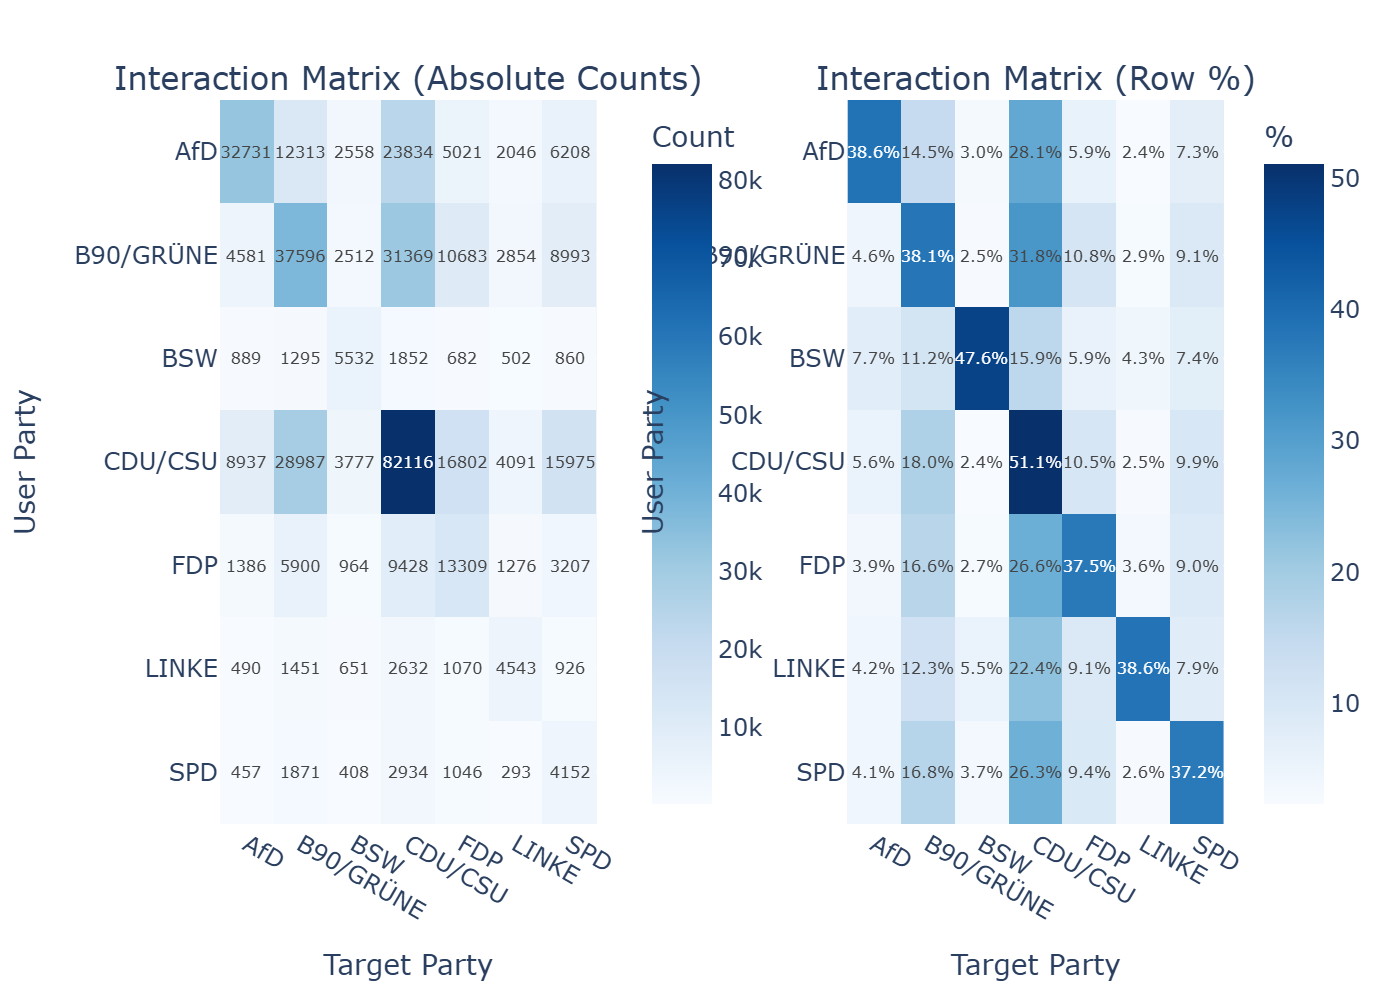 Interaction Matrix (Absolute Counts)
Count
User Party
AfD 32731 12313 2558 23834 5021 2046 6208
B90/GRÜNE 4581 37596 2512 31369 10683 2854 8993
BSW 889 1295 5532 1852 682 502 860
CDU/CSU 8937 28987 3777 82116 16802 4091 15975
FDP 1386 5900 964 9428 13309 1276 3207
LINKE 490 1451 651 2632 1070 4543 926
SPD 457 1871 408 2934 1046 293 4152
AfD B90/GRÜNE BSW CDU/CSU FDP LINKE SPD
Target Party
80k
70k
60k
50k
40k
30k
20k
10k
Interaction Matrix (Row %)
%
User Party
AfD 38.6% 14.5% 3.0% 28.1% 5.9% 2.4% 7.3%
B90/GRÜNE 4.6% 38.1% 2.5% 31.8% 10.8% 2.9% 9.1%
BSW 7.7% 11.2% 47.6% 15.9% 5.9% 4.3% 7.4%
CDU/CSU 5.6% 18.0% 2.4% 51.1% 10.5% 2.5% 9.9%
FDP 3.9% 16.6% 2.7% 26.6% 37.5% 3.6% 9.0%
LINKE 4.2% 12.3% 5.5% 22.4% 9.1% 38.6% 7.9%
SPD 4.1% 16.8% 3.7% 26.3% 9.4% 2.6% 37.2%
AfD B90/GRÜNE BSW CDU/CSU FDP LINKE SPD
Target Party
50
40
30
20
10